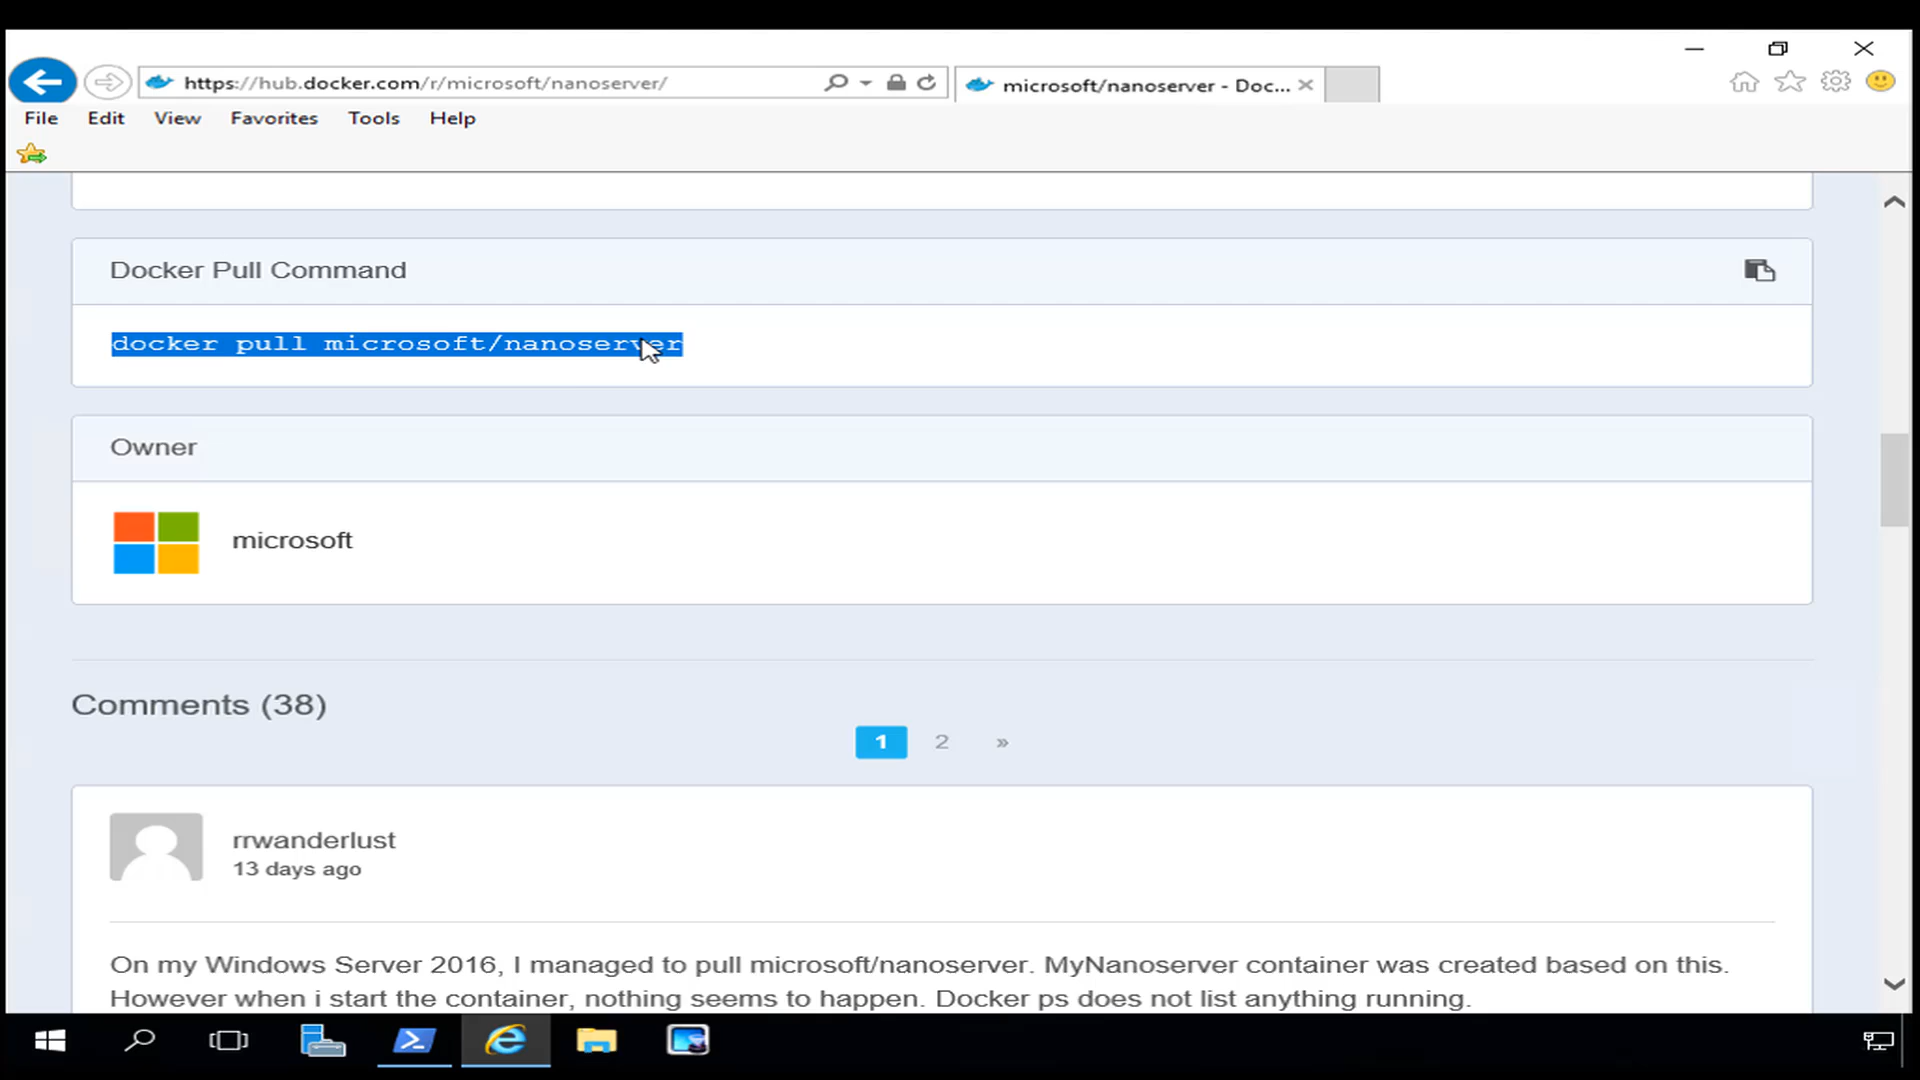 https://hub.docker.com/r/microsoft/nanoserver/
microsoft/nanoserver - Doc...
File Edit View Favorites Tools Help
Docker Pull Command
docker pull microsoft/nanoserver
Owner
microsoft
Comments (38)
1 2 »
rrwanderlust
13 days ago
On my Windows Server 2016, I managed to pull microsoft/nanoserver. MyNanoserver container was created based on this.
However when i start the container, nothing seems to happen. Docker ps does not list anything running.